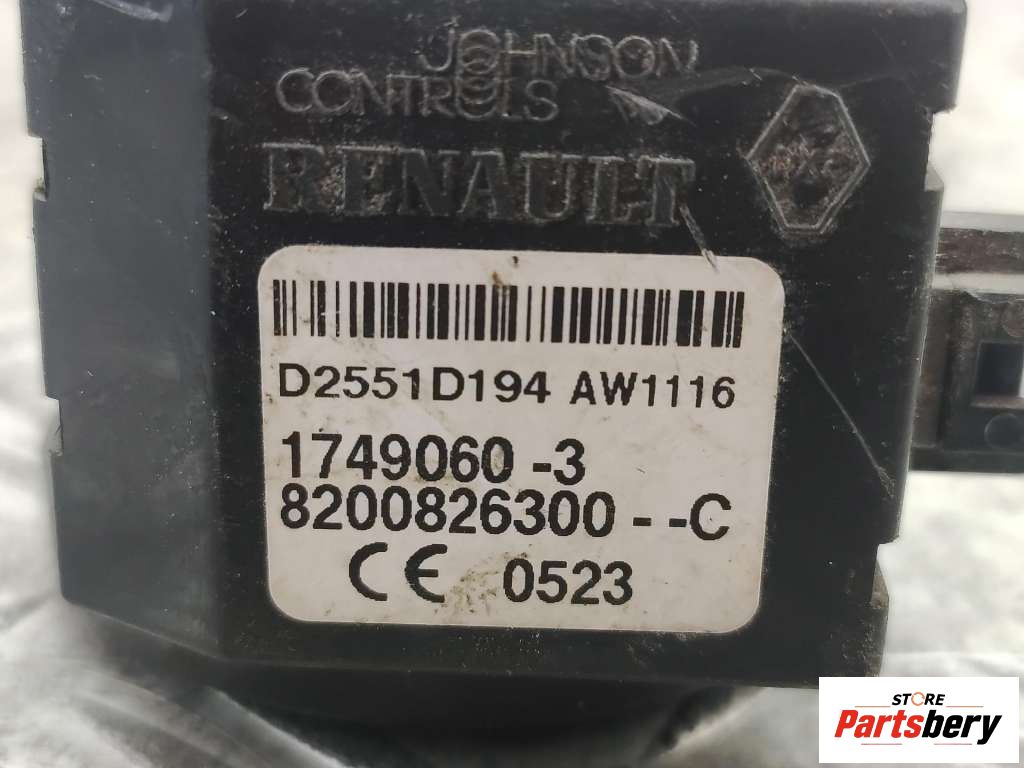 JOHNSON
CONTROLS
RENAULT
D2551D194 AW1116
1749060 -3
8200826300 - -C
CE 0523
STORE
Partsbery